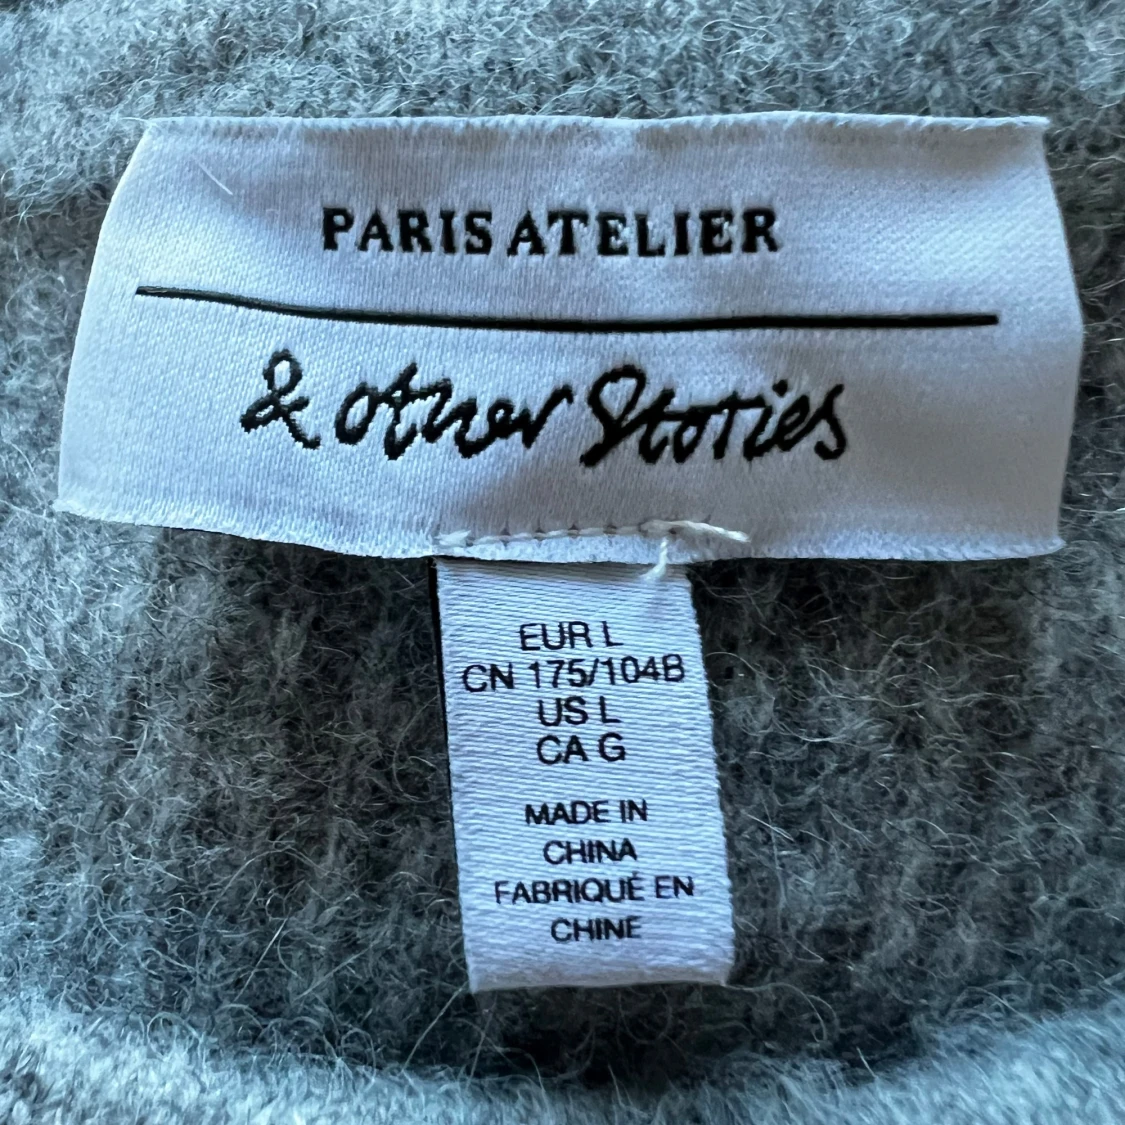 PARIS ATELIER
& other Stories
EUR L
CN 175/104B
US L
CA G
MADE IN
CHINA
FABRIQUÉ EN
CHINE